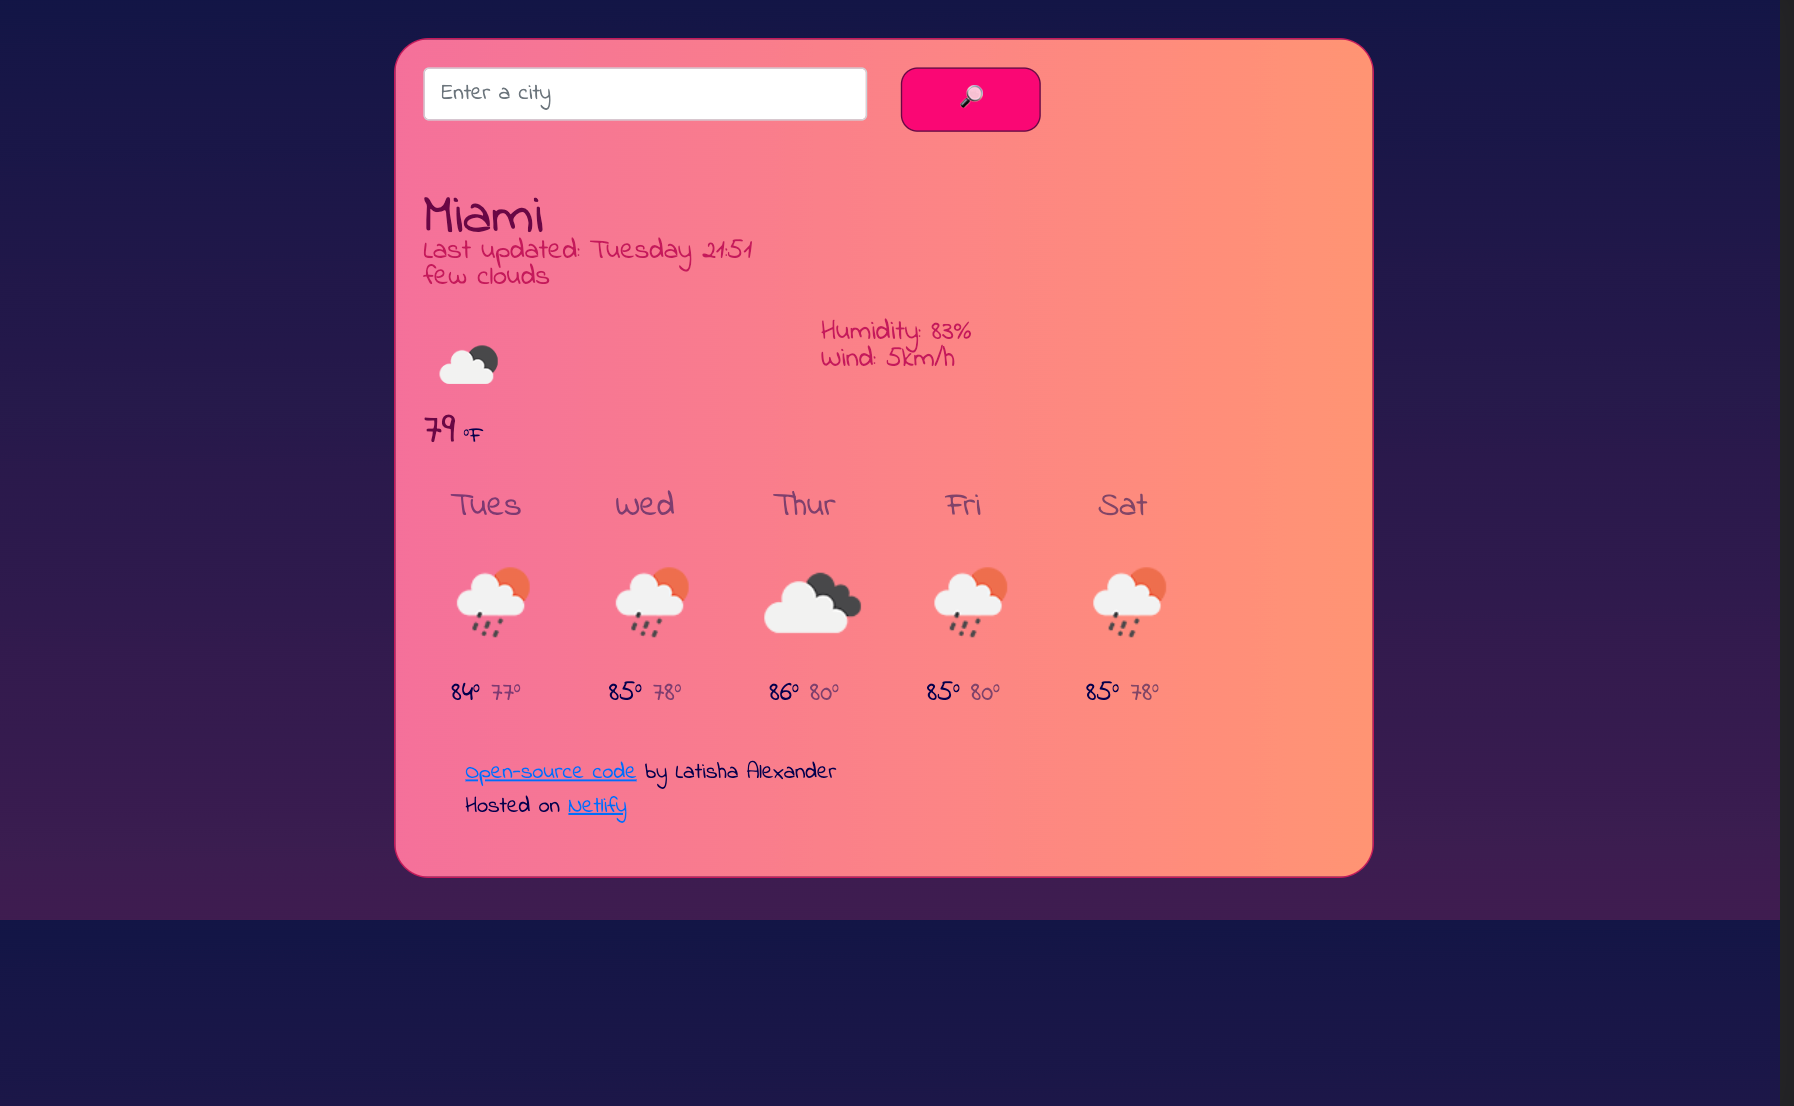 Enter a city
Miami
Last updated: Tuesday 21:51
few clouds
Humidity: 83%
Wind: 5km/h
79 °F
Tues Wed Thur Fri Sat
84° 77° 85° 78° 86° 80° 85° 80° 85° 78°
Open-source code by Latisha Alexander
Hosted on Netlify